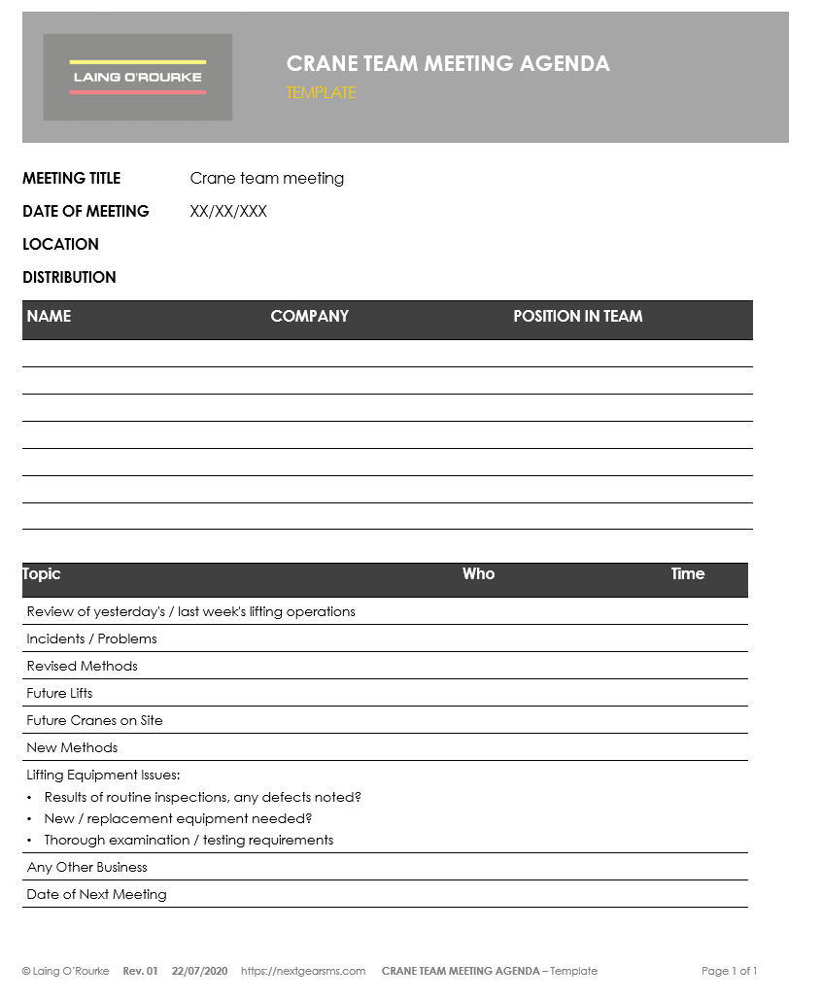 LAING O'ROURKE
CRANE TEAM MEETING AGENDA
TEMPLATE
MEETING TITLE Crane team meeting
DATE OF MEETING XX/XX/XXX
LOCATION
DISTRIBUTION
NAME COMPANY POSITION IN TEAM
Topic Who Time
Review of yesterday's / last week's lifting operations
Incidents / Problems
Revised Methods
Future Lifts
Future Cranes on Site
New Methods
Lifting Equipment Issues:
• Results of routine inspections, any defects noted?
• New / replacement equipment needed?
• Thorough examination / testing requirements
Any Other Business
Date of Next Meeting
© Laing O'Rourke Rev. 01 22/07/2020 https://nextgearsms.com CRANE TEAM MEETING AGENDA – Template Page 1 of 1